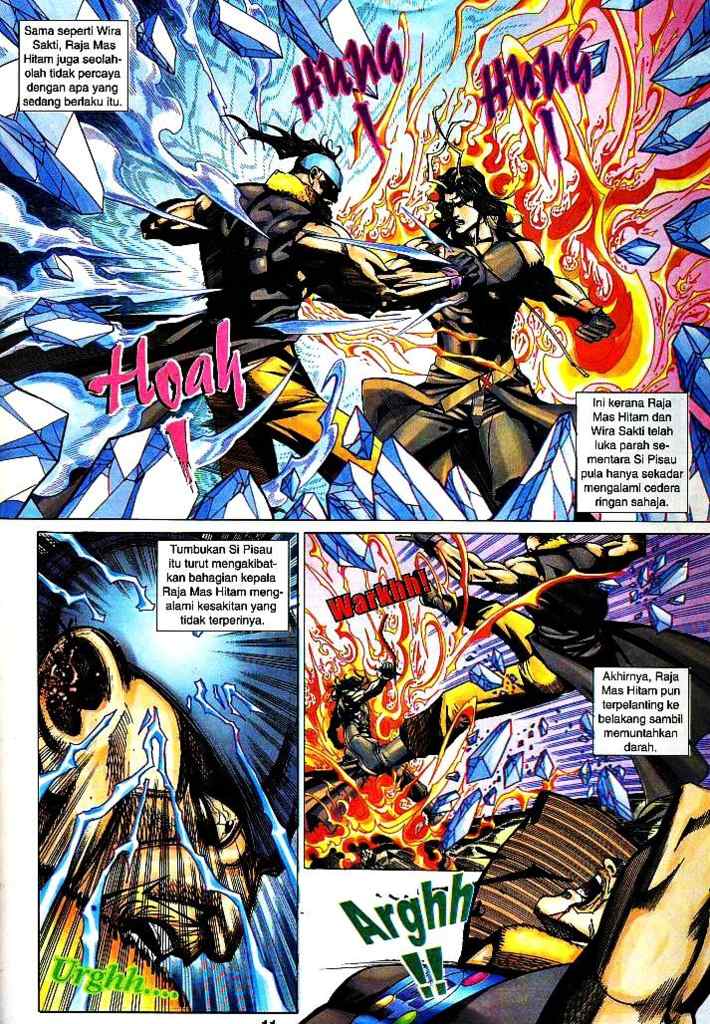 Sama seperti Wira
Sakti, Raja Mas
Hitam juga seolah-
olah tidak percaya
dengan apa yang
sedang berlaku itu.
Hung
!
Hung
!
Hoah
!
Ini kerana Raja
Mas Hitam dan
Wira Sakti telah
luka parah se-
mentara Si Pisau
pula hanya sekadar
mengalami cedera
ringan sahaja.
Tumbukan Si Pisau
itu turut mengakibat-
kan bahagian kepala
Raja Mas Hitam meng-
alami kesakitan yang
tidak terperinya.
Urghh....
Warkhh!
Akhirnya, Raja
Mas Hitam pun
terpelanting ke
belakang sambil
memuntahkan
darah.
Arghh
!!
11